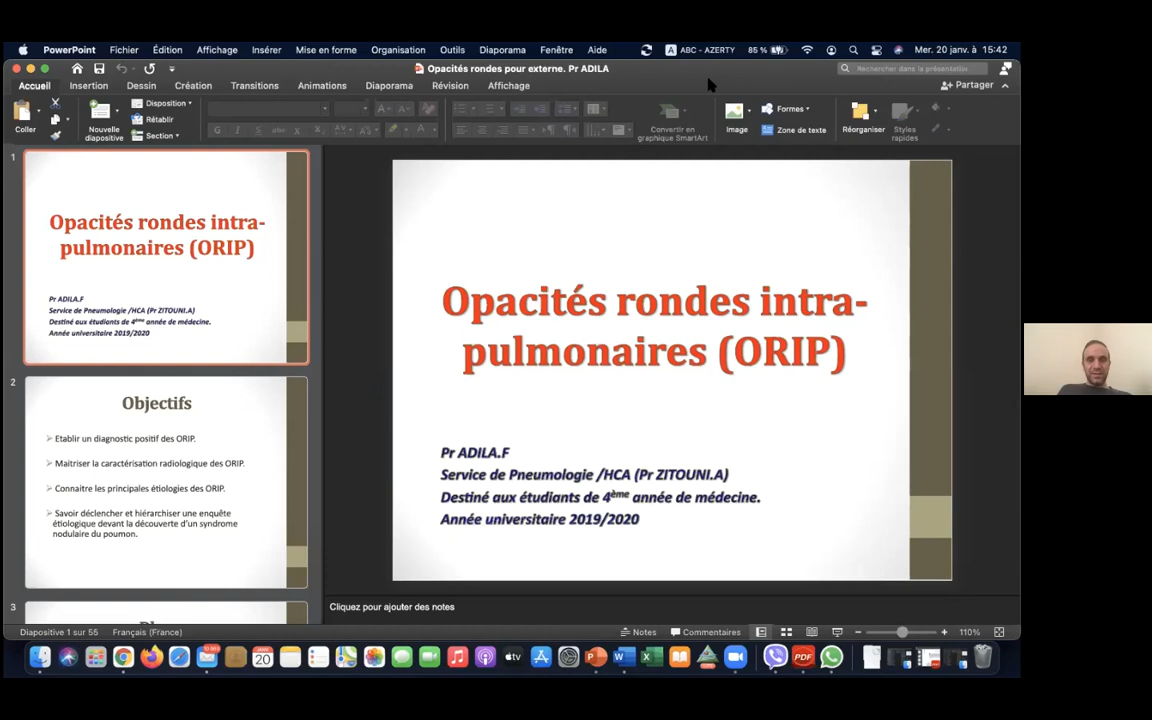 PowerPoint Fichier Édition Affichage Insérer Mise en forme Organisation Outils Diaporama Fenêtre Aide ABC - AZERTY 85 % Mer. 20 janv. à 15:42
Opacités rondes pour externe. Pr ADILA
Rechercher dans la présentation
Accueil Insertion Dessin Création Transitions Animations Diaporama Révision Affichage Partager
Coller
Nouvelle diapositive
Disposition
Rétablir
Section
Convertir en graphique SmartArt
Image
Formes
Zone de texte
Réorganiser
Styles rapides
1
Opacités rondes intra-
pulmonaires (ORIP)
Pr ADILA.F
Service de Pneumologie /HCA (Pr ZITOUNI.A)
Destiné aux étudiants de 4ème année de médecine.
Année universitaire 2019/2020
2
Objectifs
Etablir un diagnostic positif des ORIP.
Maitriser la caractérisation radiologique des ORIP.
Connaitre les principales étiologies des ORIP.
Savoir déclencher et hiérarchiser une enquête
étiologique devant la découverte d'un syndrome
nodulaire du poumon.
3
Opacités rondes intra-
pulmonaires (ORIP)
Pr ADILA.F
Service de Pneumologie /HCA (Pr ZITOUNI.A)
Destiné aux étudiants de 4ème année de médecine.
Année universitaire 2019/2020
Cliquez pour ajouter des notes
Diapositive 1 sur 55 Français (France) Notes Commentaires 110%
20
PDF